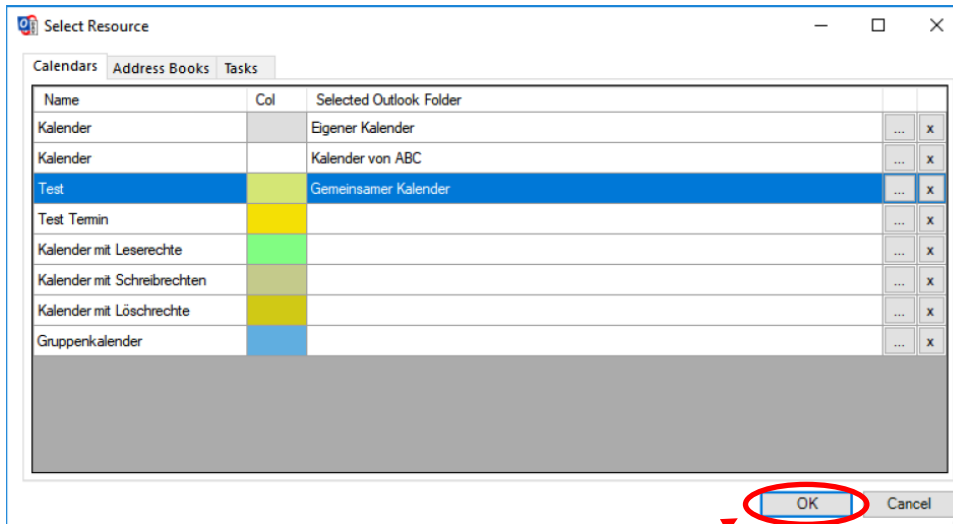 Select Resource
Calendars Address Books Tasks
Name Col Selected Outlook Folder
Kalender Eigener Kalender ... x
Kalender Kalender von ABC ... x
Test Gemeinsamer Kalender ... x
Test Termin ... x
Kalender mit Leserechte ... x
Kalender mit Schreibrechten ... x
Kalender mit Löschrechte ... x
Gruppenkalender ... x
OK Cancel